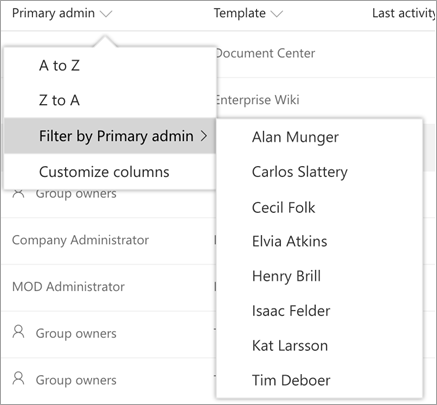 Primary admin Template Last activity
Document Center
A to Z
Z to A
Enterprise Wiki
Filter by Primary admin
Alan Munger
Customize columns
Carlos Slattery
Group owners
Cecil Folk
Company Administrator
Elvia Atkins
MOD Administrator
Henry Brill
Isaac Felder
Group owners
Kat Larsson
Group owners
Tim Deboer